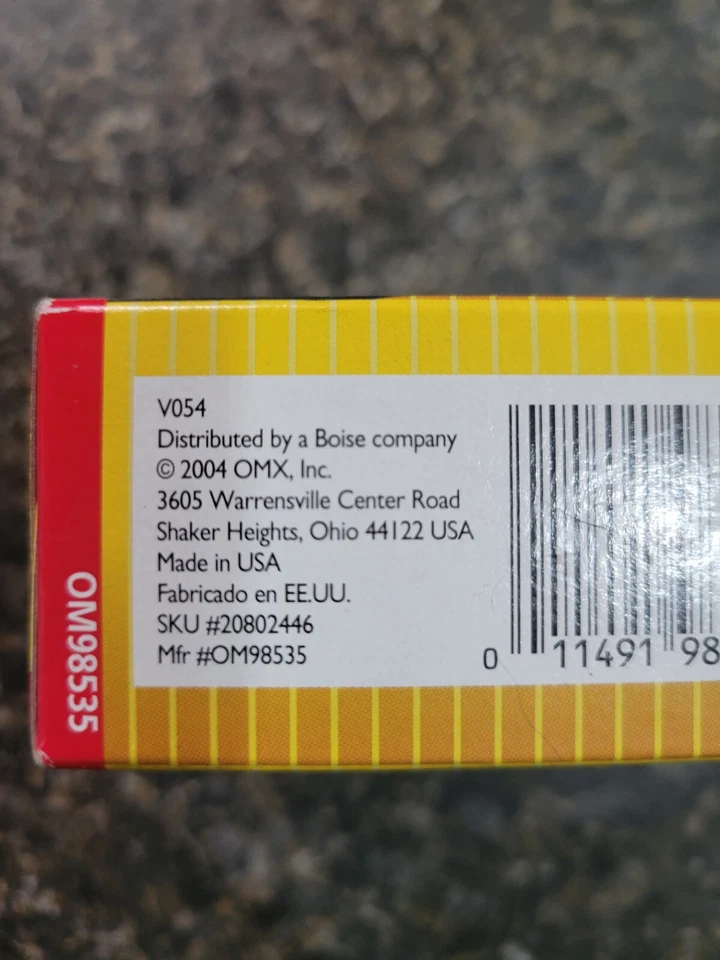 V054
Distributed by a Boise company
© 2004 OMX, Inc.
3605 Warrensville Center Road
Shaker Heights, Ohio 44122 USA
Made in USA
Fabricado en EE.UU.
SKU #20802446
Mfr #OM98535
0 11491 98
OM98535